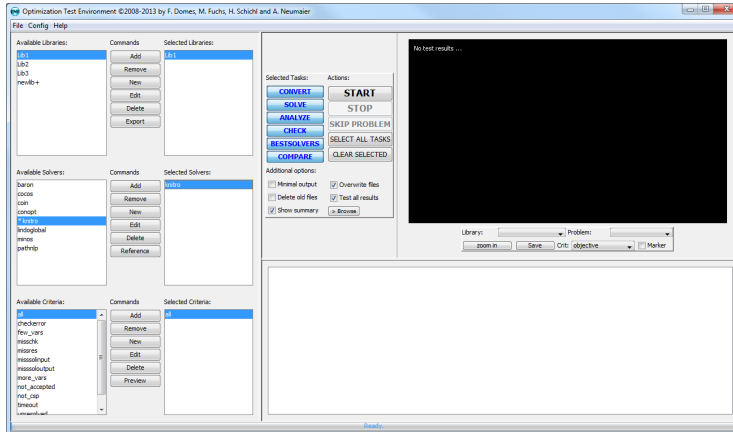 Optimization Test Environment ©2008-2013 by F. Domes, M. Fuchs, H. Schichl and A. Neumaier
File Config Help
Available Libraries:
Commands
Selected Libraries:
Lib1
Lib2
Lib3
newlib+
Add
Remove
New
Edit
Delete
Export
Lib1
Available Solvers:
Commands
Selected Solvers:
baron
cocos
coin
conopt
* knitro
lindoglobal
minos
pathnlp
Add
Remove
New
Edit
Delete
Reference
knitro
Available Criteria:
Commands
Selected Criteria:
all
checkerror
few_vars
misschk
missres
misssolinput
misssoloutput
more_vars
not_accepted
not_csp
timeout
unresolved
Add
Remove
New
Edit
Delete
Preview
all
Selected Tasks:
Actions:
CONVERT
SOLVE
ANALYZE
CHECK
BESTSOLVERS
COMPARE
START
STOP
SKIP PROBLEM
SELECT ALL TASKS
CLEAR SELECTED
Additional options:
Minimal output
Overwrite files
Delete old files
Test all results
Show summary
> Browse
No test results ...
Library:
Problem:
zoom in
Save
Crit: objective
Marker
Ready.